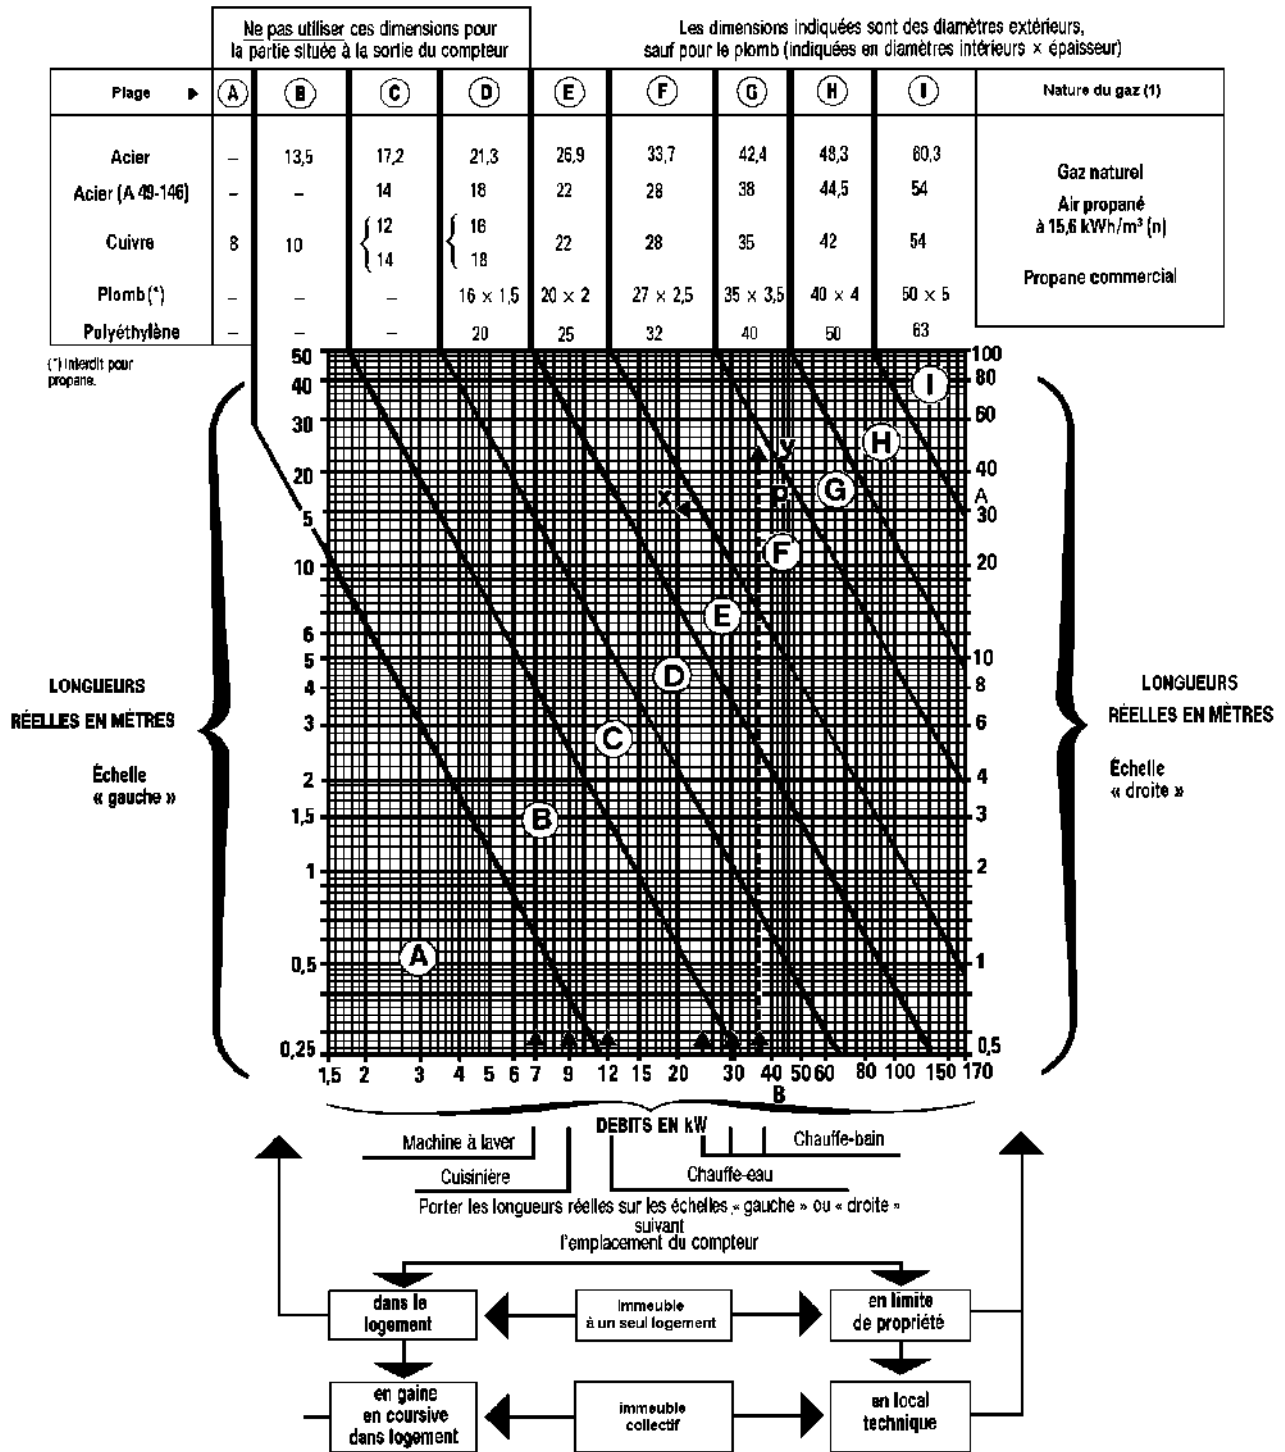 Ne pas utiliser ces dimensions pour
la partie située à la sortie du compteur
Les dimensions indiquées sont des diamètres extérieurs,
sauf pour le plomb (indiquées en diamètres intérieurs × épaisseur)
Plage ► A B C D E F G H I Nature du gaz (1)
Acier – 13,5 17,2 21,3 26,9 33,7 42,4 48,3 60,3
Gaz naturel
Acier (A 49-146) – – 14 18 22 28 38 44,5 54
Air propané
à 15,6 kWh/m³ (n)
12 16
Cuivre 8 10 22 28 35 42 54
14 18
Propane commercial
Plomb (*) – – – 16 × 1,5 20 × 2 27 × 2,5 35 × 3,5 40 × 4 50 × 5
Polyéthylène – – – 20 25 32 40 50 63
(*) Interdit pour
propane.
50 100
40 80
I
30 60
H
y
20 40
G
x p A
5 30
F
10 20
E
6
5 10
D
4 8
LONGUEURS
RÉELLES EN MÈTRES
LONGUEURS
RÉELLES EN MÈTRES
3 6
C
2 4
Échelle
« gauche »
Échelle
« droite »
1,5 3
B
1 2
A
0,5 1
0,25 0,5
1,5 2 3 4 5 6 7 9 12 15 20 30 40 50 60 80 100 150 170
B
DEBITS EN kW
Machine à laver
Chauffe-bain
Cuisinière
Chauffe-eau
Porter les longueurs réelles sur les échelles « gauche » ou « droite »
suivant
l'emplacement du compteur
dans le
logement
Immeuble
à un seul logement
en limite
de propriété
en gaine
en coursive
dans logement
immeuble
collectif
en local
technique